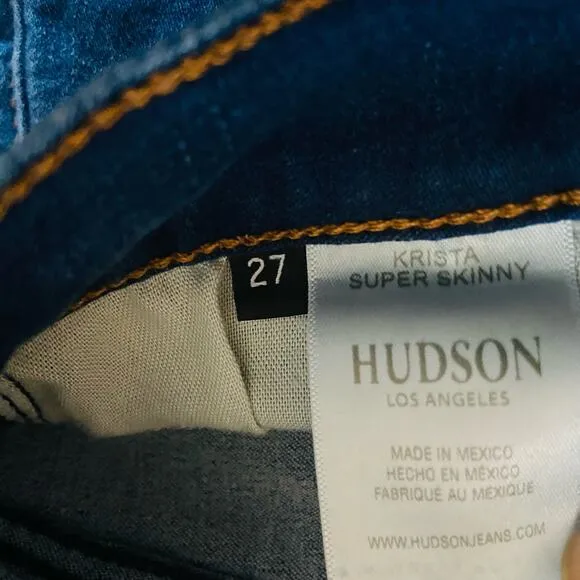 27
KRISTA
SUPER SKINNY
HUDSON
LOS ANGELES
MADE IN MEXICO
HECHO EN MÉXICO
FABRIQUÉ AU MEXIQUE
WWW.HUDSONJEANS.COM